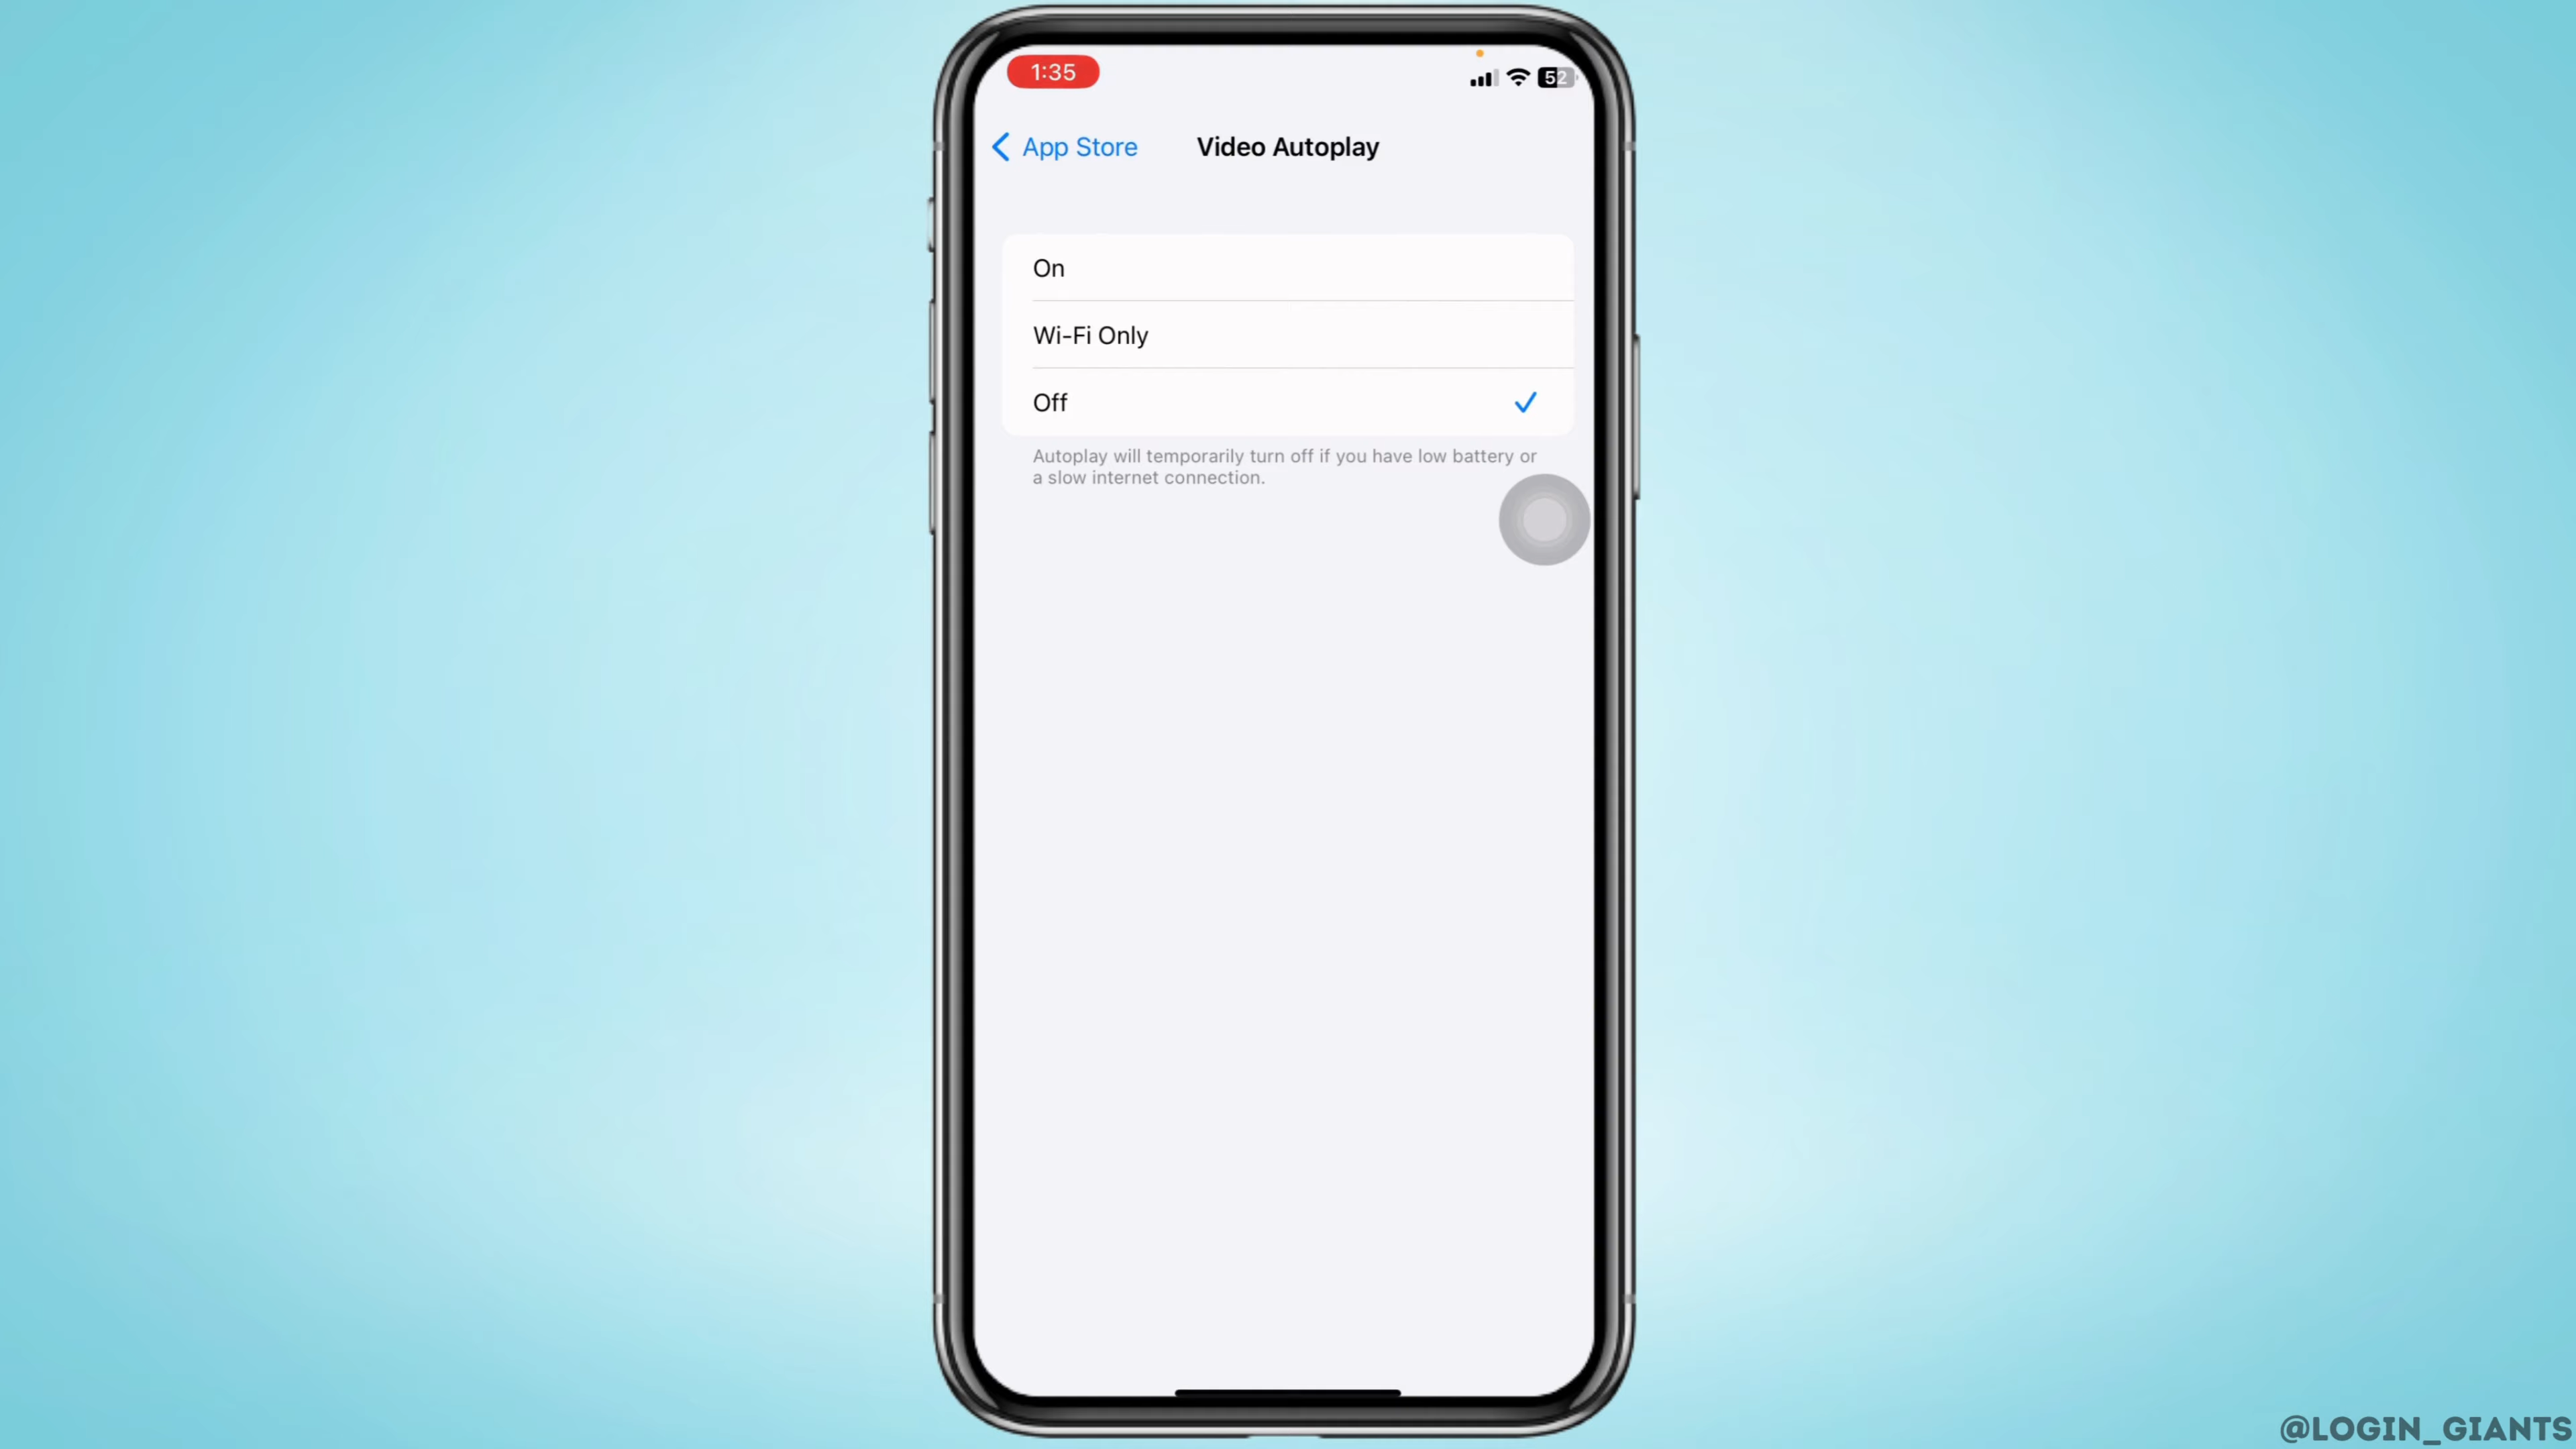 1:35
52
App Store
Video Autoplay
On
Wi-Fi Only
Off
Autoplay will temporarily turn off if you have low battery or
a slow internet connection.
@LOGIN_GIANTS